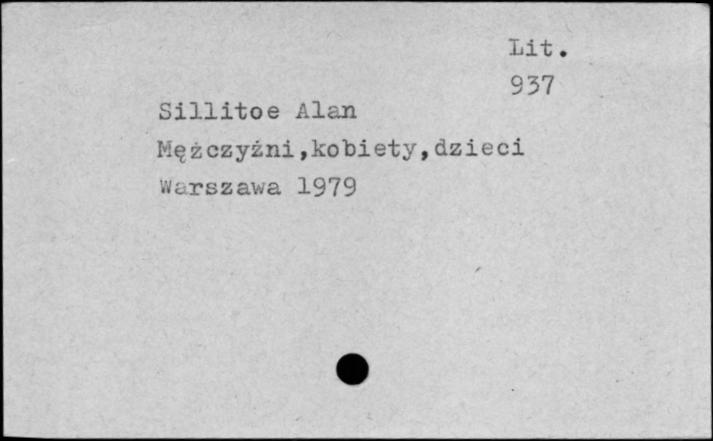 Lit.
937
Sillitoe Alan
Mężczyźni,kobiety,dzieci
Warszawa 1979